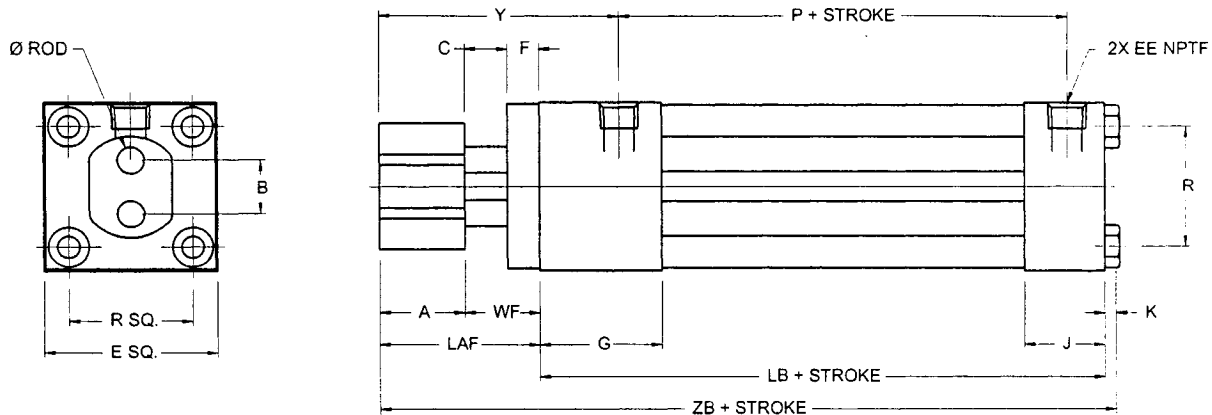 Y
P + STROKE
C
F
Ø ROD
2X EE NPTF
B
R
R SQ.
E SQ.
A
WF
K
LAF
G
J
LB + STROKE
ZB + STROKE